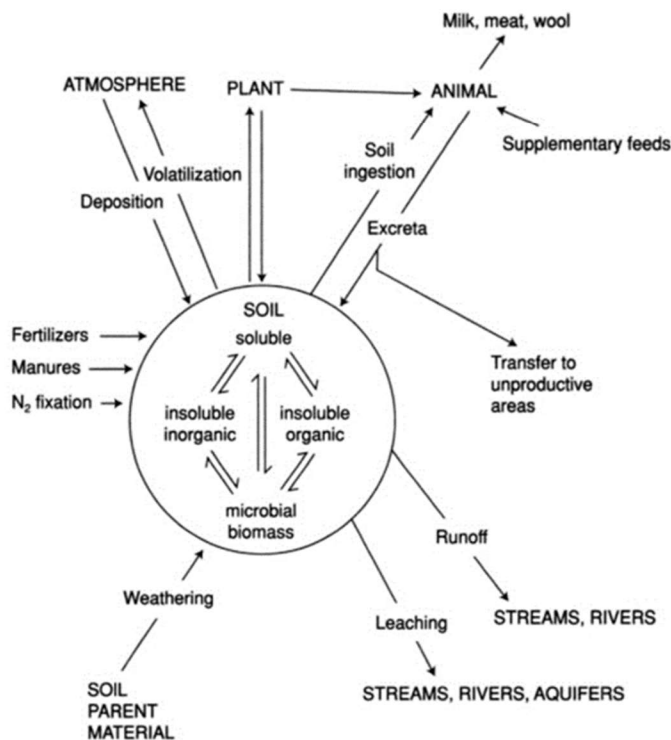 Milk, meat, wool
ATMOSPHERE
PLANT
ANIMAL
Supplementary feeds
Soil
ingestion
Volatilization
Deposition
Excreta
SOIL
soluble
Fertilizers
Manures
N₂ fixation
insoluble
inorganic
insoluble
organic
microbial
biomass
Transfer to
unproductive
areas
Runoff
Weathering
Leaching
STREAMS, RIVERS
SOIL
PARENT
MATERIAL
STREAMS, RIVERS, AQUIFERS